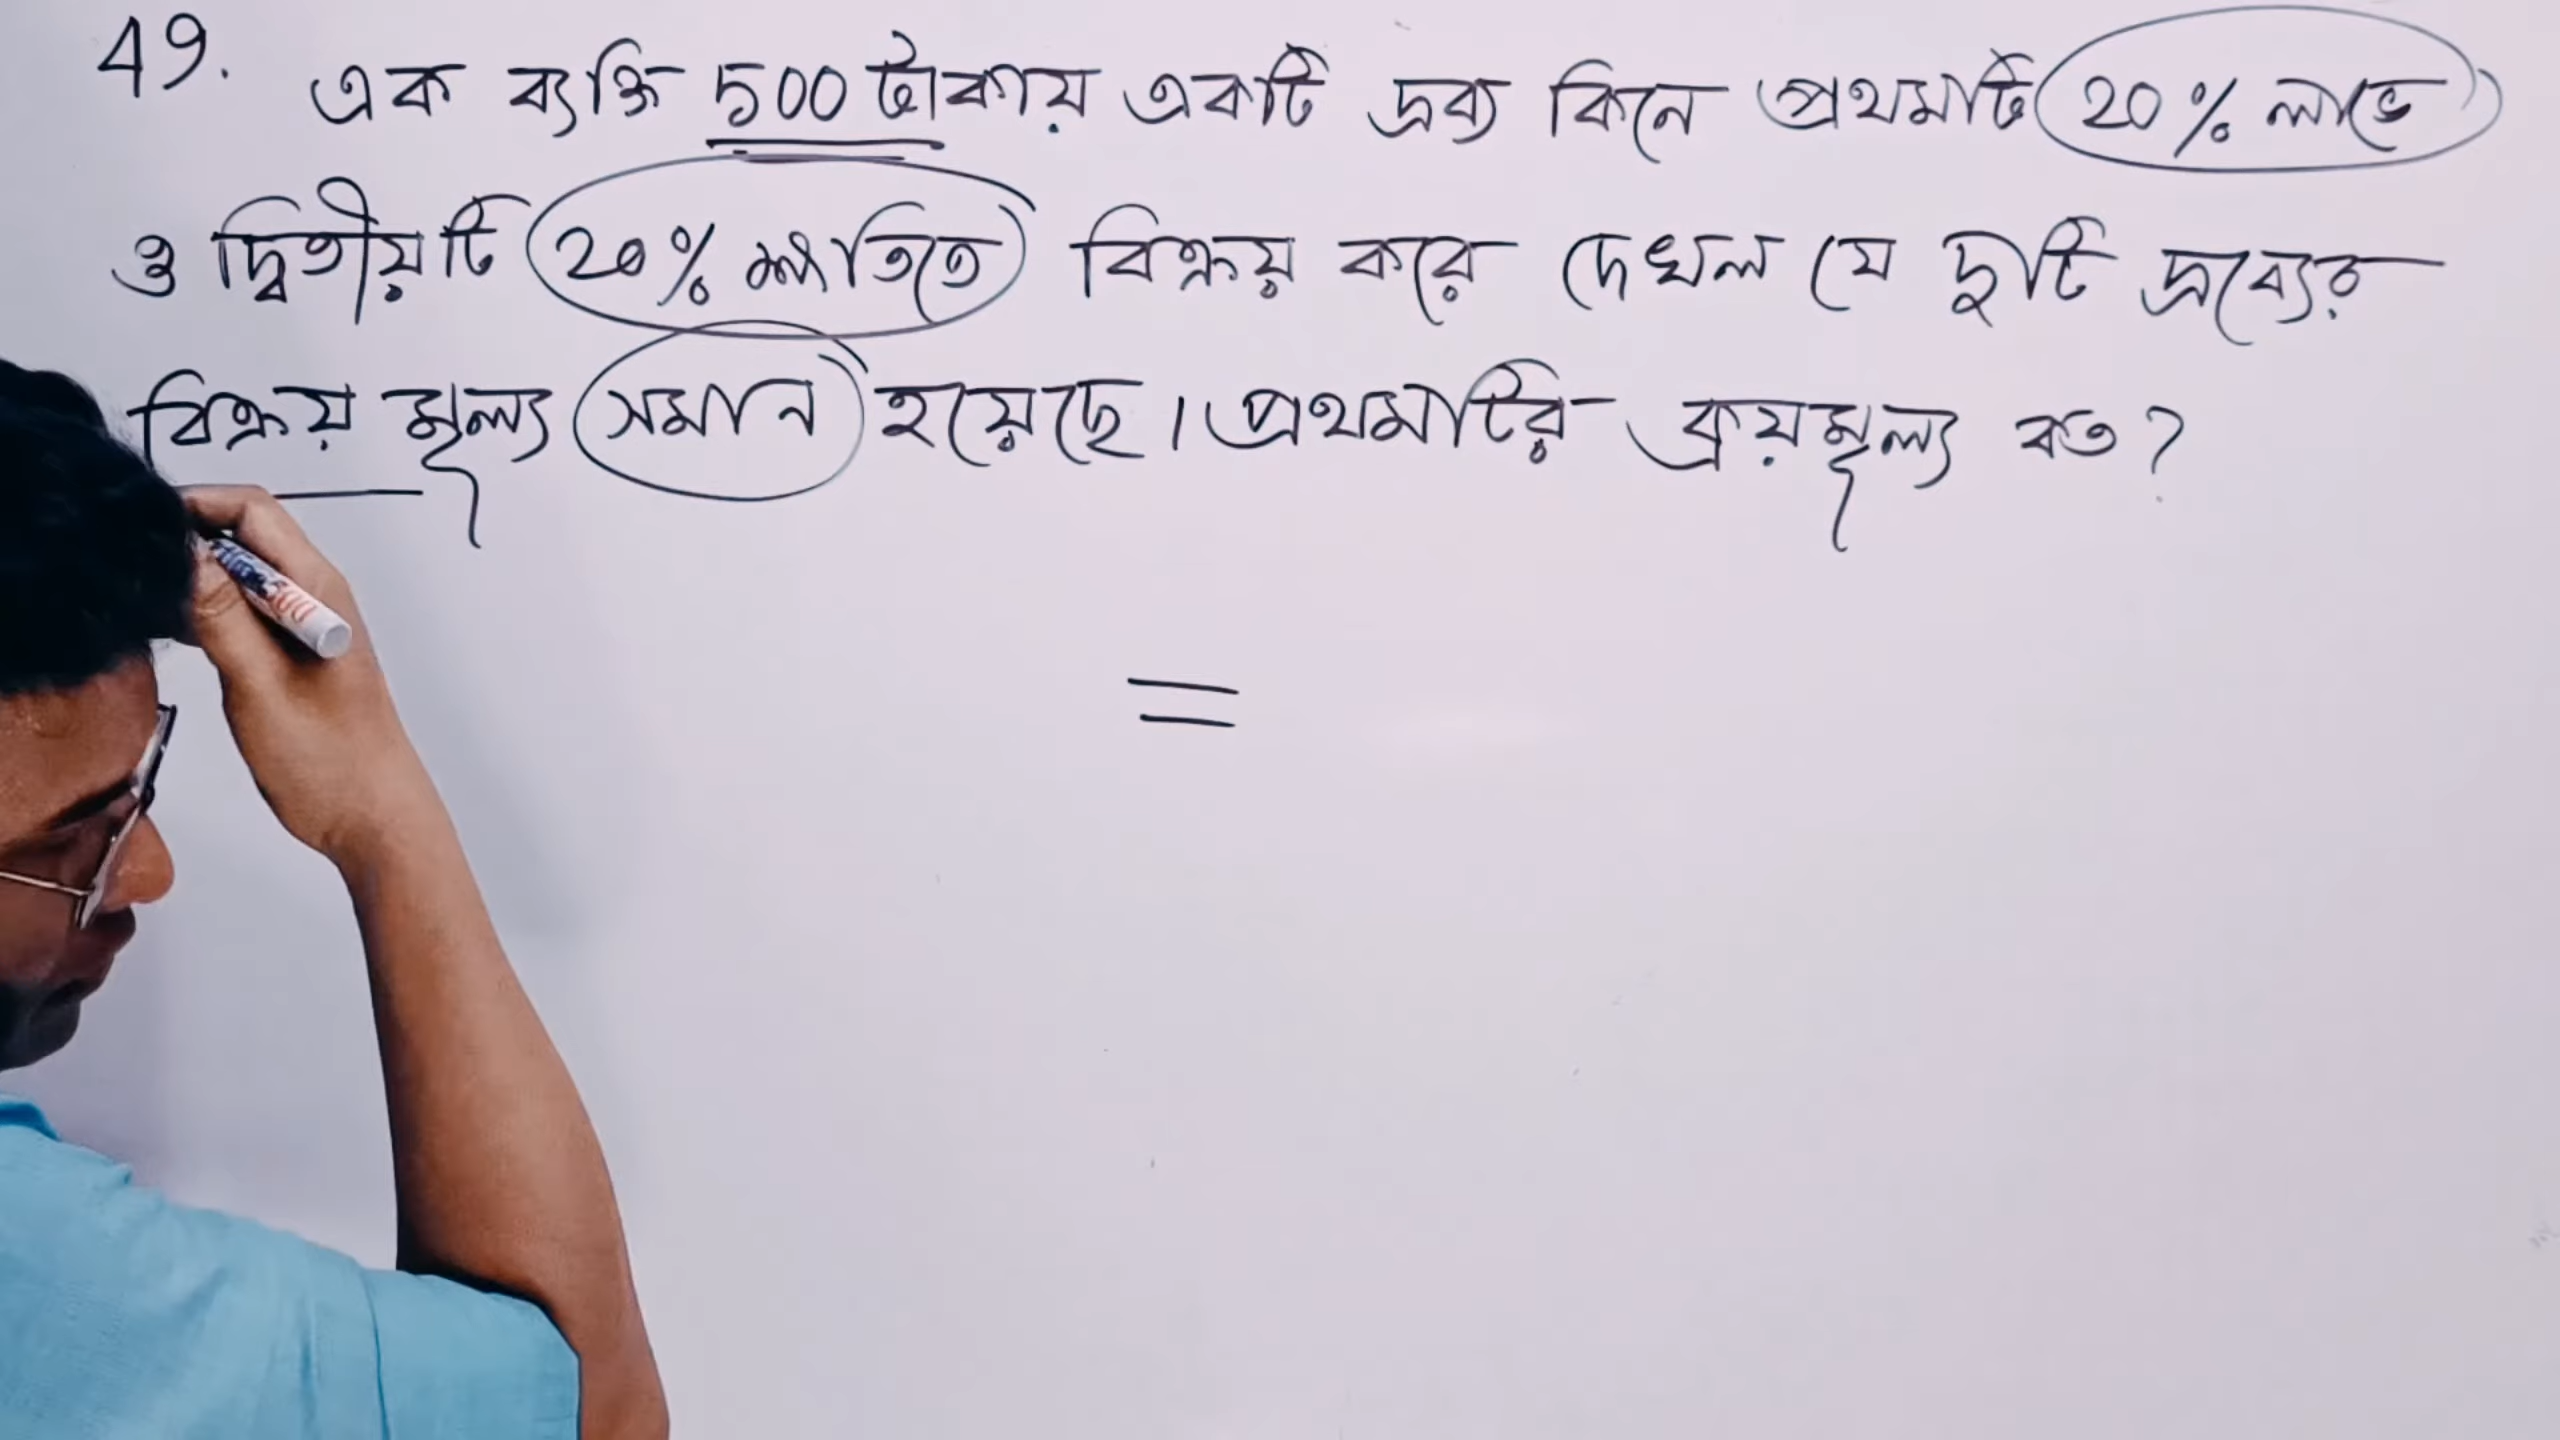 49. এক ব্যক্তি 500 টাকায় একটি দ্রব্য কিনে প্রথমটি 20% লাভে
ও দ্বিতীয়টি 20% ক্ষতিতে বিক্রয় করে দেখল যে দুটি দ্রব্যের
বিক্রয় মূল্য সমান হয়েছে। প্রথমটির ক্রয়মূল্য কত?
=